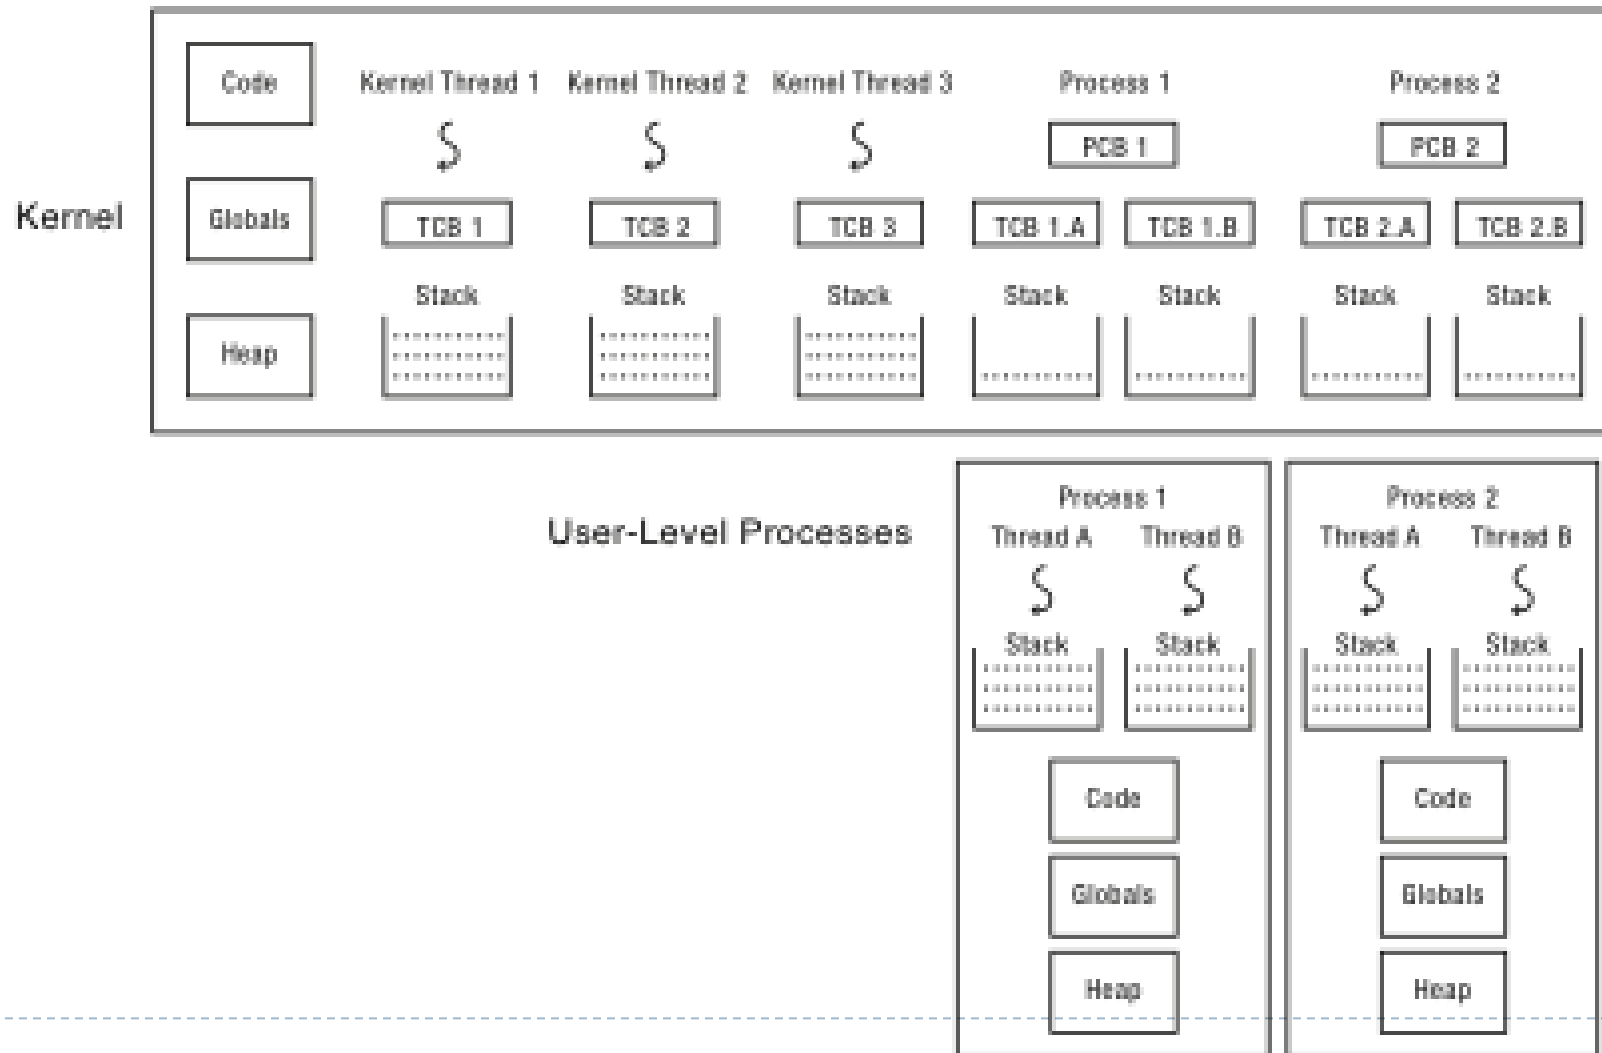 Code
Kernel Thread 1
Kernel Thread 2
Kernel Thread 3
Process 1
Process 2
PCB 1
PCB 2
Kernel
Globals
TCB 1
TCB 2
TCB 3
TCB 1.A
TCB 1.B
TCB 2.A
TCB 2.B
Stack
Stack
Stack
Stack
Stack
Stack
Stack
Heap
User-Level Processes
Process 1
Thread A
Thread B
Stack
Stack
Code
Globals
Heap
Process 2
Thread A
Thread B
Stack
Stack
Code
Globals
Heap